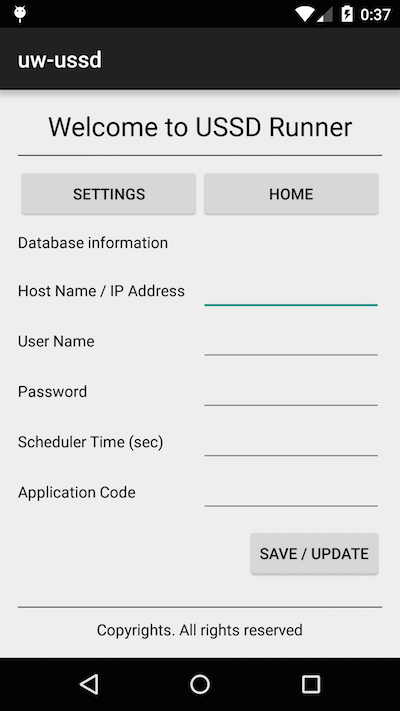 0:37
uw-ussd
Welcome to USSD Runner
SETTINGS HOME
Database information
Host Name / IP Address
User Name
Password
Scheduler Time (sec)
Application Code
SAVE / UPDATE
Copyrights. All rights reserved